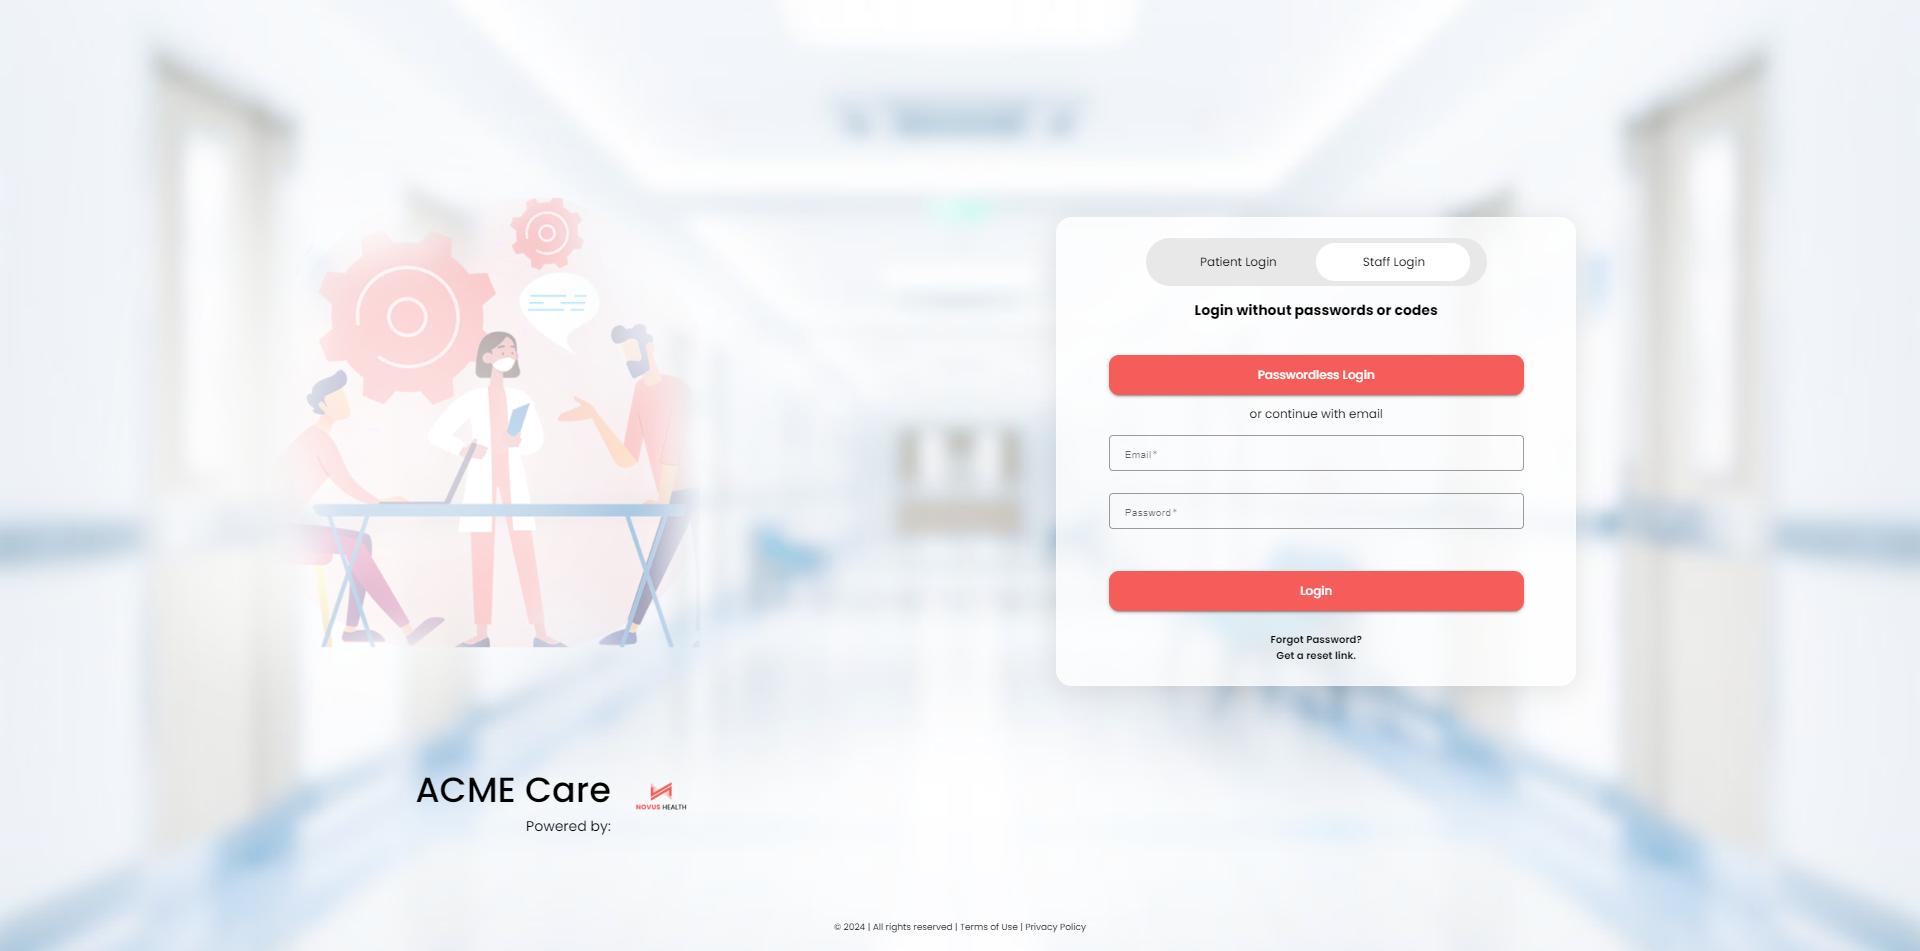 Patient Login
Staff Login
Login without passwords or codes
Passwordless Login
or continue with email
Email*
Password*
Login
Forgot Password?
Get a reset link.
ACME Care
NOVUS HEALTH
Powered by:
© 2024 | All rights reserved | Terms of Use | Privacy Policy